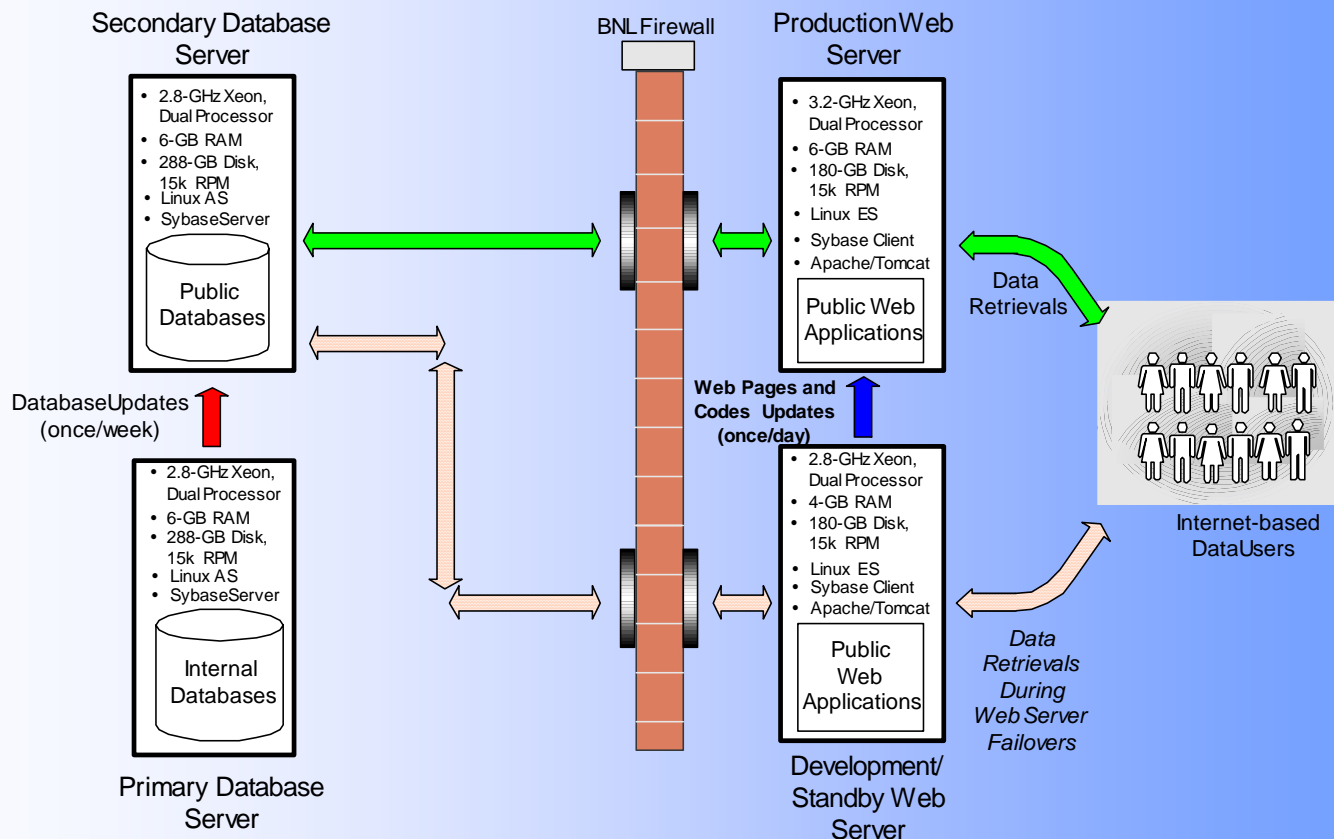 Secondary Database
Server
• 2.8-GHz Xeon,
Dual Processor
• 6-GB RAM
• 288-GB Disk,
15k RPM
• Linux AS
• SybaseServer
Public
Databases
DatabaseUpdates
(once/week)
• 2.8-GHz Xeon,
Dual Processor
• 6-GB RAM
• 288-GB Disk,
15k RPM
• Linux AS
• SybaseServer
Internal
Databases
Primary Database
Server
BNL Firewall
Production Web
Server
• 3.2-GHz Xeon,
Dual Processor
• 6-GB RAM
• 180-GB Disk,
15k RPM
• Linux ES
• Sybase Client
• Apache/Tomcat
Public Web
Applications
Web Pages and
Codes Updates
(once/day)
• 2.8-GHz Xeon,
Dual Processor
• 4-GB RAM
• 180-GB Disk,
15k RPM
• Linux ES
• Sybase Client
• Apache/Tomcat
Public
Web
Applications
Development/
Standby Web
Server
Data
Retrievals
Internet-based
DataUsers
Data
Retrievals
During
Web Server
Failovers